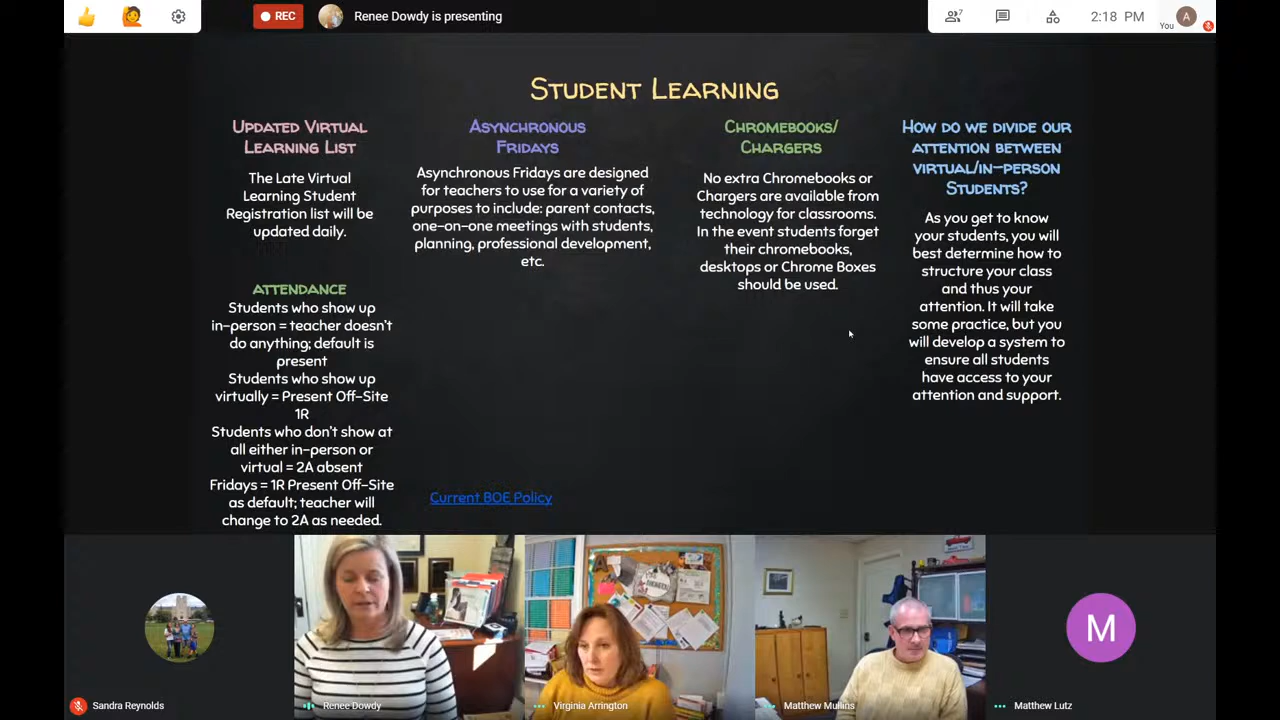 REC
Renee Dowdy is presenting
7
2:18 PM
You
A
STUDENT LEARNING
UPDATED VIRTUAL
LEARNING LIST
The Late Virtual
Learning Student
Registration list will be
updated daily.
ATTENDANCE
Students who show up
in-person = teacher doesn't
do anything; default is
present
Students who show up
virtually = Present Off-Site
1R
Students who don't show at
all either in-person or
virtual = 2A absent
Fridays = 1R Present Off-Site
as default; teacher will
change to 2A as needed.
ASYNCHRONOUS
FRIDAYS
Asynchronous Fridays are designed
for teachers to use for a variety of
purposes to include: parent contacts,
one-on-one meetings with students,
planning, professional development,
etc.
Current BOE Policy
CHROMEBOOKS/
CHARGERS
No extra Chromebooks or
Chargers are available from
technology for classrooms.
In the event students forget
their chromebooks,
desktops or Chrome Boxes
should be used.
HOW DO WE DIVIDE OUR
ATTENTION BETWEEN
VIRTUAL/IN-PERSON
STUDENTS?
As you get to know
your students, you will
best determine how to
structure your class
and thus your
attention. It will take
some practice, but you
will develop a system to
ensure all students
have access to your
attention and support.
M
Sandra Reynolds
Renee Dowdy
Virginia Arrington
Matthew Mullins
Matthew Lutz